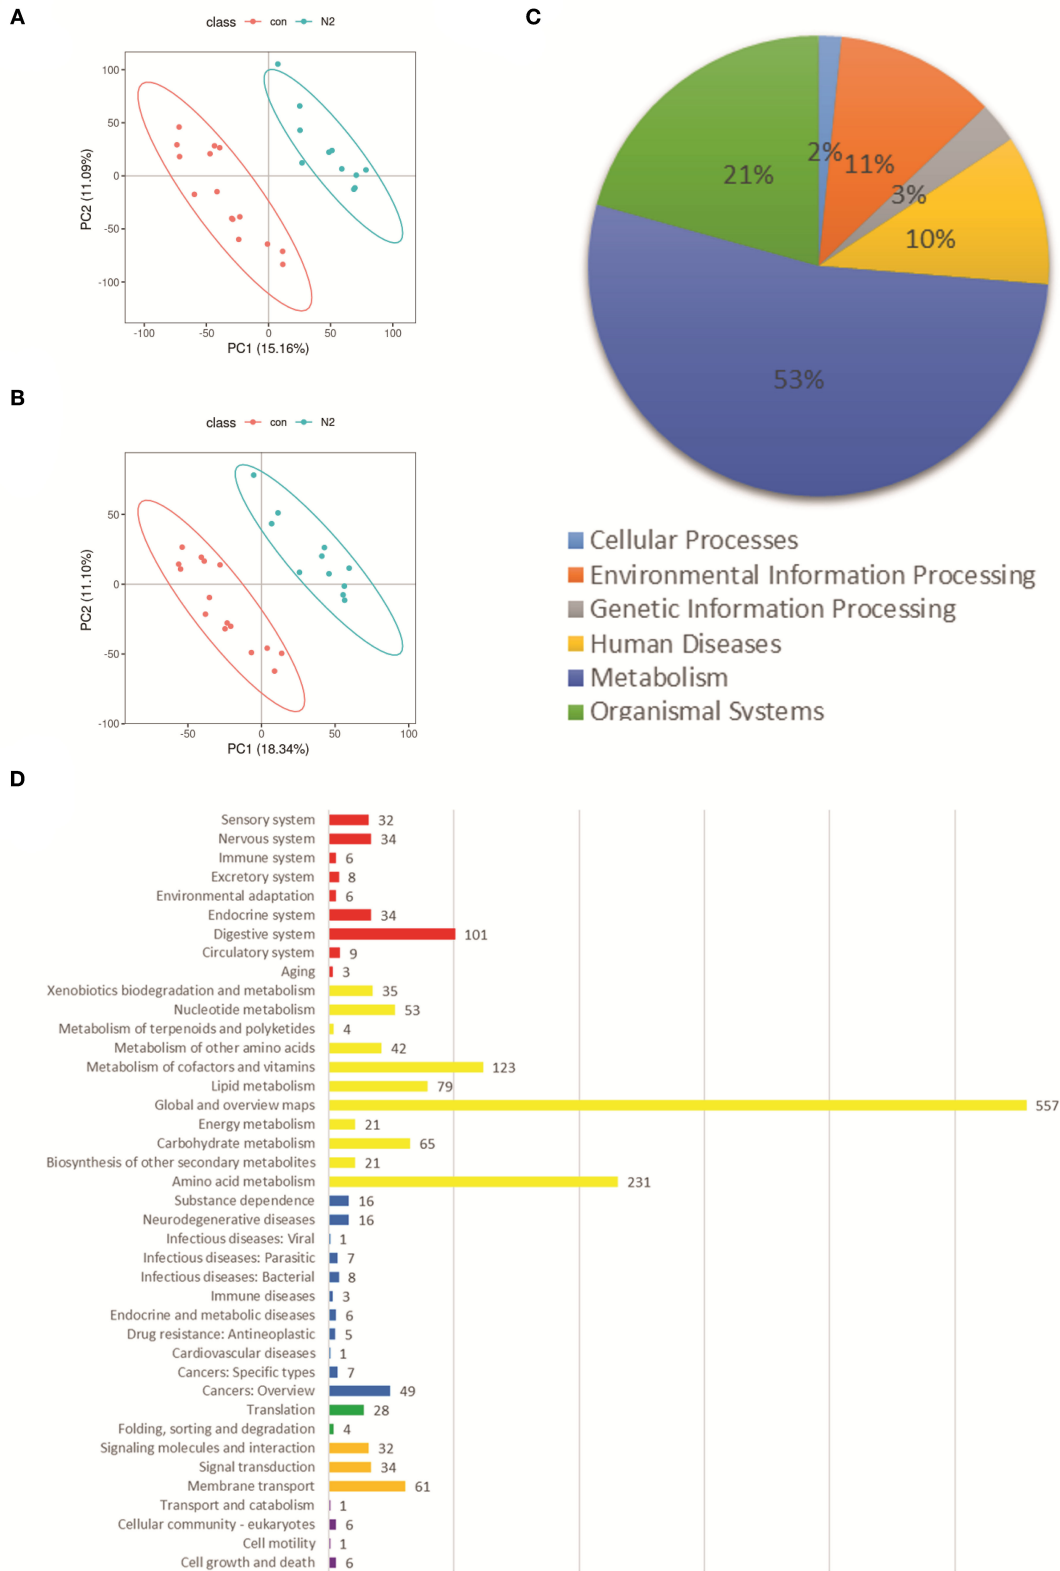 A
class con N2
100
50
0
-50
-100
-100 -50 0 50 100
PC2 (11.09%)
PC1 (15.16%)
B
class con N2
50
0
-50
-100
-50 0 50 100
PC2 (11.10%)
PC1 (18.34%)
C
2%
11%
3%
10%
53%
21%
Cellular Processes
Environmental Information Processing
Genetic Information Processing
Human Diseases
Metabolism
Organismal Systems
D
Sensory system 32
Nervous system 34
Immune system 6
Excretory system 8
Environmental adaptation 6
Endocrine system 34
Digestive system 101
Circulatory system 9
Aging 3
Xenobiotics biodegradation and metabolism 35
Nucleotide metabolism 53
Metabolism of terpenoids and polyketides 4
Metabolism of other amino acids 42
Metabolism of cofactors and vitamins 123
Lipid metabolism 79
Global and overview maps 557
Energy metabolism 21
Carbohydrate metabolism 65
Biosynthesis of other secondary metabolites 21
Amino acid metabolism 231
Substance dependence 16
Neurodegenerative diseases 16
Infectious diseases: Viral 1
Infectious diseases: Parasitic 7
Infectious diseases: Bacterial 8
Immune diseases 3
Endocrine and metabolic diseases 6
Drug resistance: Antineoplastic 5
Cardiovascular diseases 1
Cancers: Specific types 7
Cancers: Overview 49
Translation 28
Folding, sorting and degradation 4
Signaling molecules and interaction 32
Signal transduction 34
Membrane transport 61
Transport and catabolism 1
Cellular community - eukaryotes 6
Cell motility 1
Cell growth and death 6